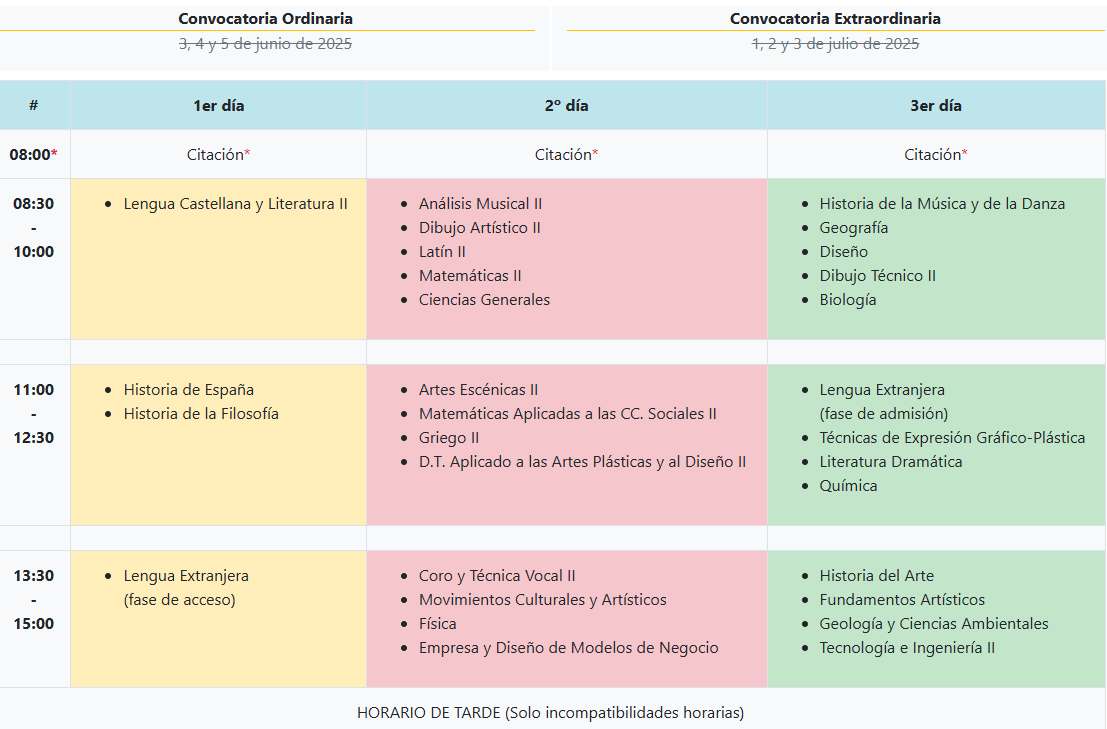 Convocatoria Ordinaria
3, 4 y 5 de junio de 2025
Convocatoria Extraordinaria
1, 2 y 3 de julio de 2025
# 1er día 2º día 3er día
08:00* Citación* Citación* Citación*
08:30
-
10:00
• Lengua Castellana y Literatura II
• Análisis Musical II
• Dibujo Artístico II
• Latín II
• Matemáticas II
• Ciencias Generales
• Historia de la Música y de la Danza
• Geografía
• Diseño
• Dibujo Técnico II
• Biología
11:00
-
12:30
• Historia de España
• Historia de la Filosofía
• Artes Escénicas II
• Matemáticas Aplicadas a las CC. Sociales II
• Griego II
• D.T. Aplicado a las Artes Plásticas y al Diseño II
• Lengua Extranjera
(fase de admisión)
• Técnicas de Expresión Gráfico-Plástica
• Literatura Dramática
• Química
13:30
-
15:00
• Lengua Extranjera
(fase de acceso)
• Coro y Técnica Vocal II
• Movimientos Culturales y Artísticos
• Física
• Empresa y Diseño de Modelos de Negocio
• Historia del Arte
• Fundamentos Artísticos
• Geología y Ciencias Ambientales
• Tecnología e Ingeniería II
HORARIO DE TARDE (Solo incompatibilidades horarias)